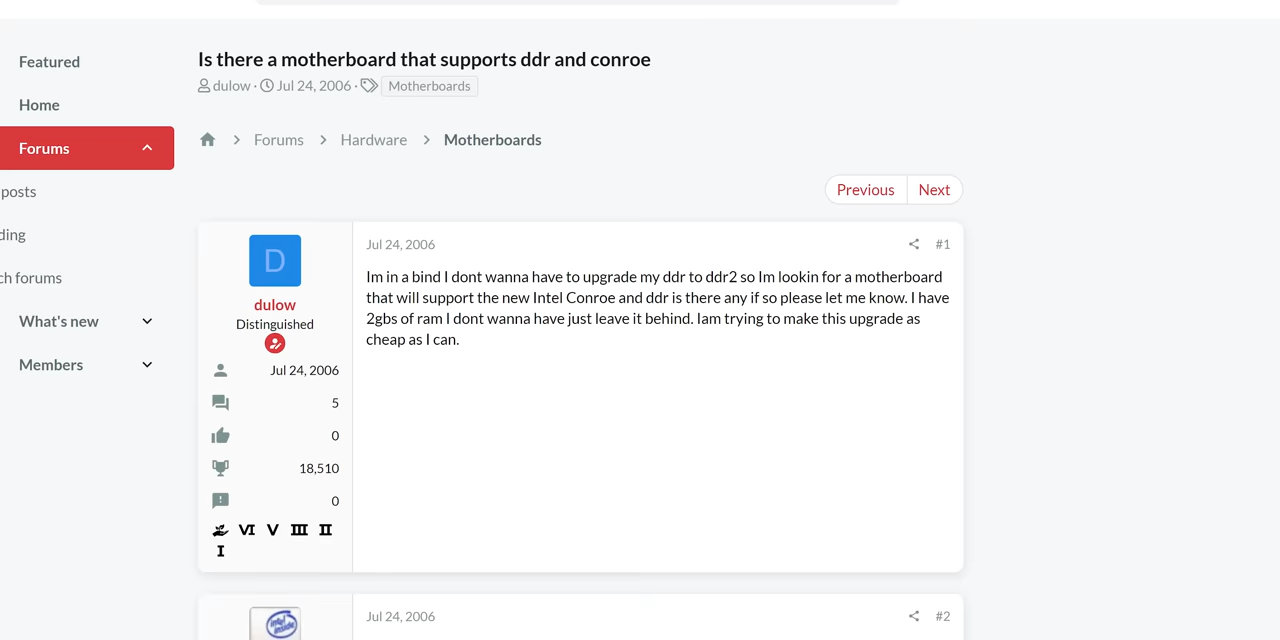 Featured
Home
Forums
posts
ding
ch forums
What's new
Members
Is there a motherboard that supports ddr and conroe
dulow · Jul 24, 2006 · Motherboards
Forums > Hardware > Motherboards
Previous Next
D
dulow
Distinguished
Jul 24, 2006
5
0
18,510
0
VI V III II
I
Jul 24, 2006 #1
Im in a bind I dont wanna have to upgrade my ddr to ddr2 so Im lookin for a motherboard
that will support the new Intel Conroe and ddr is there any if so please let me know. I have
2gbs of ram I dont wanna have just leave it behind. Iam trying to make this upgrade as
cheap as I can.
intel
inside
Jul 24, 2006 #2